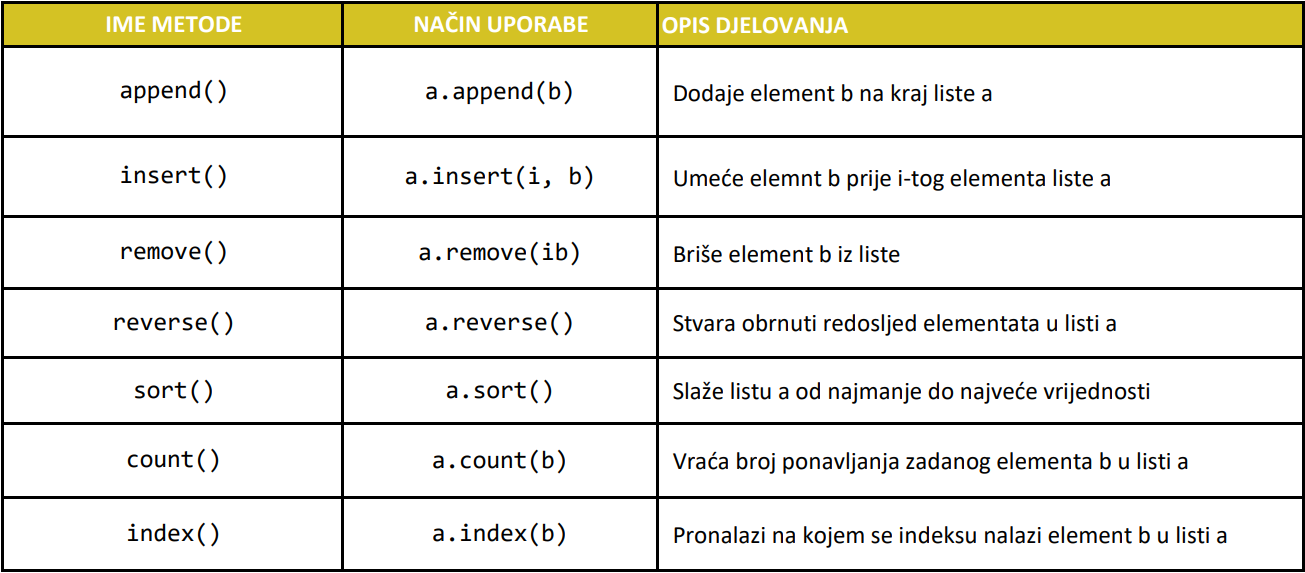 IME METODE NAČIN UPORABE OPIS DJELOVANJA
append() a.append(b) Dodaje element b na kraj liste a
insert() a.insert(i, b) Umeće elemnt b prije i-tog elementa liste a
remove() a.remove(ib) Briše element b iz liste
reverse() a.reverse() Stvara obrnuti redosljed elementata u listi a
sort() a.sort() Slaže listu a od najmanje do najveće vrijednosti
count() a.count(b) Vraća broj ponavljanja zadanog elementa b u listi a
index() a.index(b) Pronalazi na kojem se indeksu nalazi element b u listi a